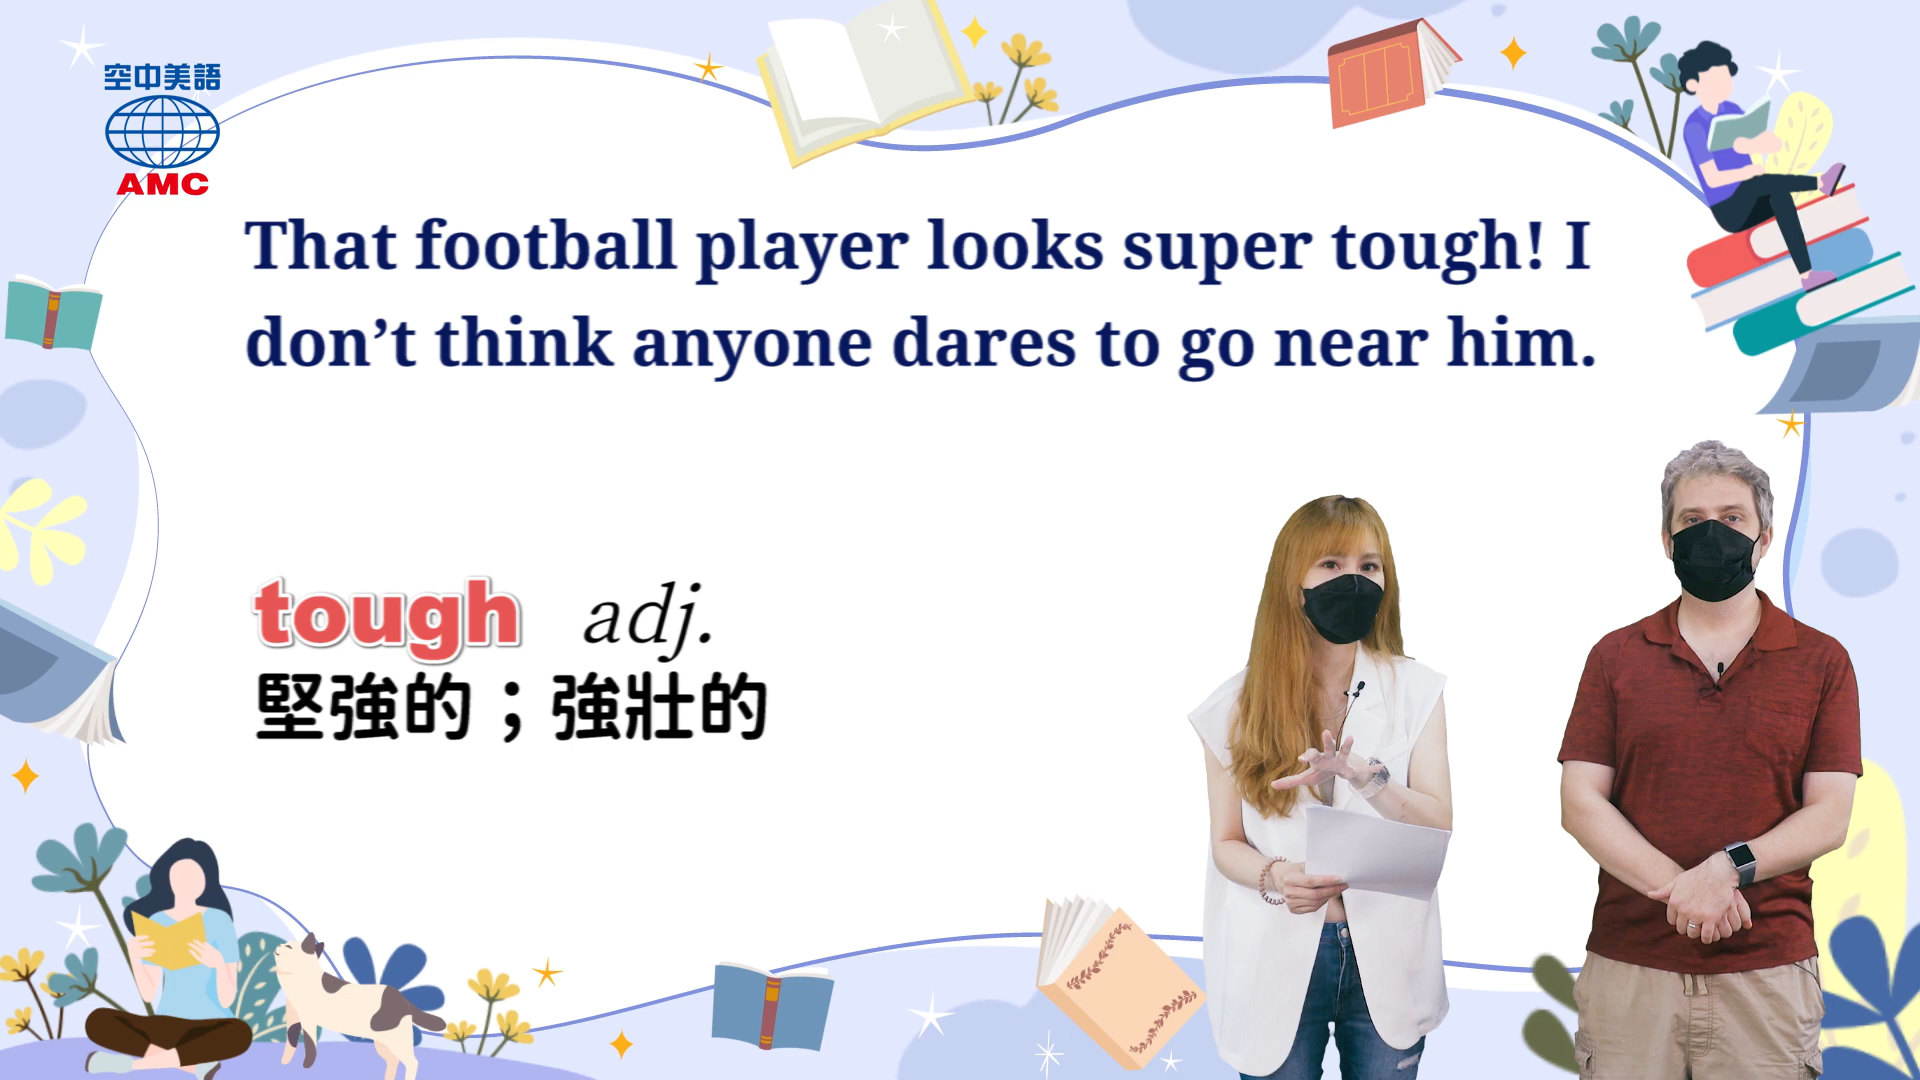 空中美語
AMC
That football player looks super tough! I
don’t think anyone dares to go near him.
tough adj.
堅強的；強壯的